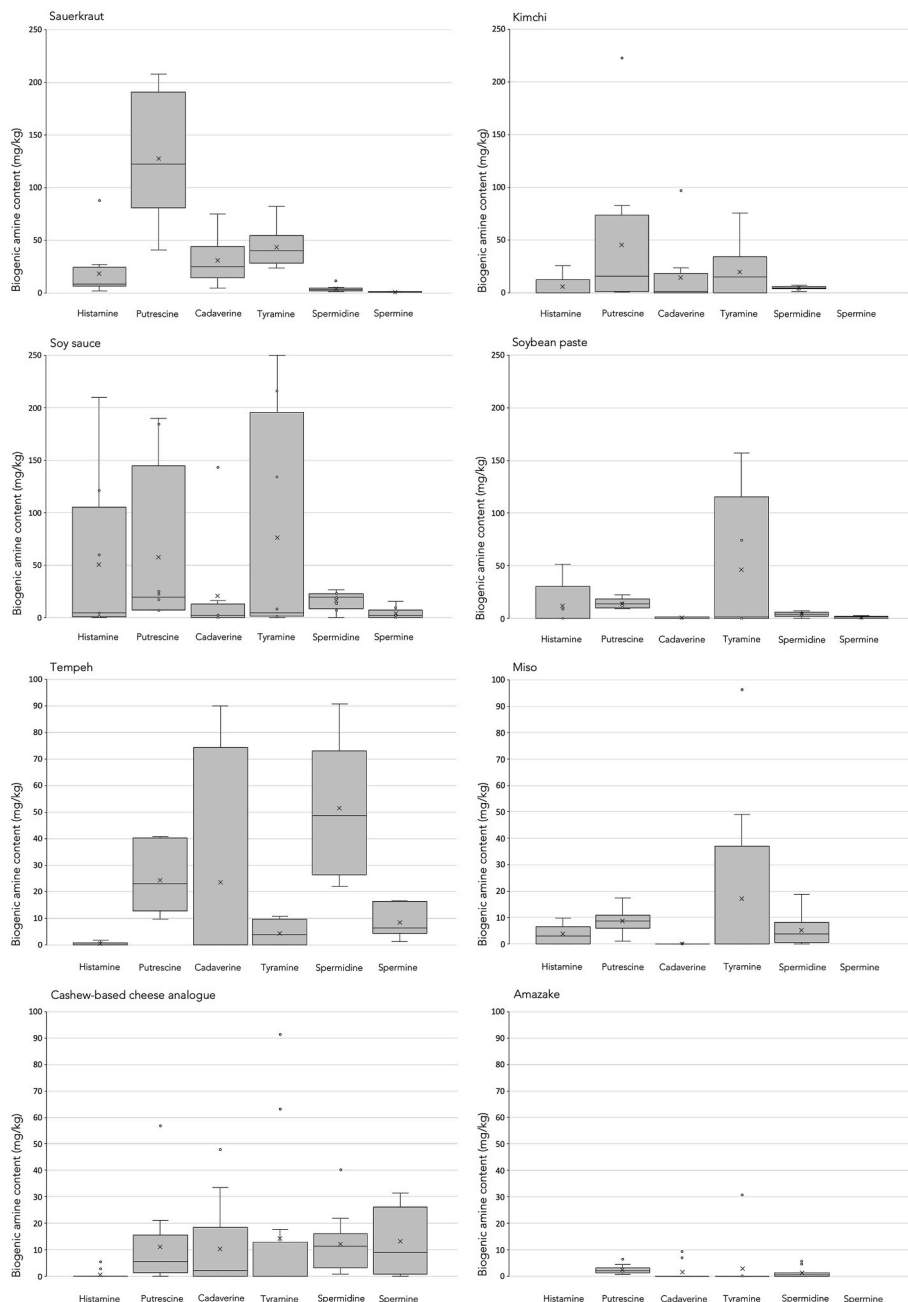 Sauerkraut
Biogenic amine content (mg/kg)
250
200
150
100
50
0
Histamine Putrescine Cadaverine Tyramine Spermidine Spermine
Kimchi
Biogenic amine content (mg/kg)
250
200
150
100
50
0
Histamine Putrescine Cadaverine Tyramine Spermidine Spermine
Soy sauce
Biogenic amine content (mg/kg)
250
200
150
100
50
0
Histamine Putrescine Cadaverine Tyramine Spermidine Spermine
Soybean paste
Biogenic amine content (mg/kg)
250
200
150
100
50
0
Histamine Putrescine Cadaverine Tyramine Spermidine Spermine
Tempeh
Biogenic amine content (mg/kg)
100
90
80
70
60
50
40
30
20
10
0
Histamine Putrescine Cadaverine Tyramine Spermidine Spermine
Miso
Biogenic amine content (mg/kg)
100
90
80
70
60
50
40
30
20
10
0
Histamine Putrescine Cadaverine Tyramine Spermidine Spermine
Cashew-based cheese analogue
Biogenic amine content (mg/kg)
100
90
80
70
60
50
40
30
20
10
0
Histamine Putrescine Cadaverine Tyramine Spermidine Spermine
Amazake
Biogenic amine content (mg/kg)
100
90
80
70
60
50
40
30
20
10
0
Histamine Putrescine Cadaverine Tyramine Spermidine Spermine